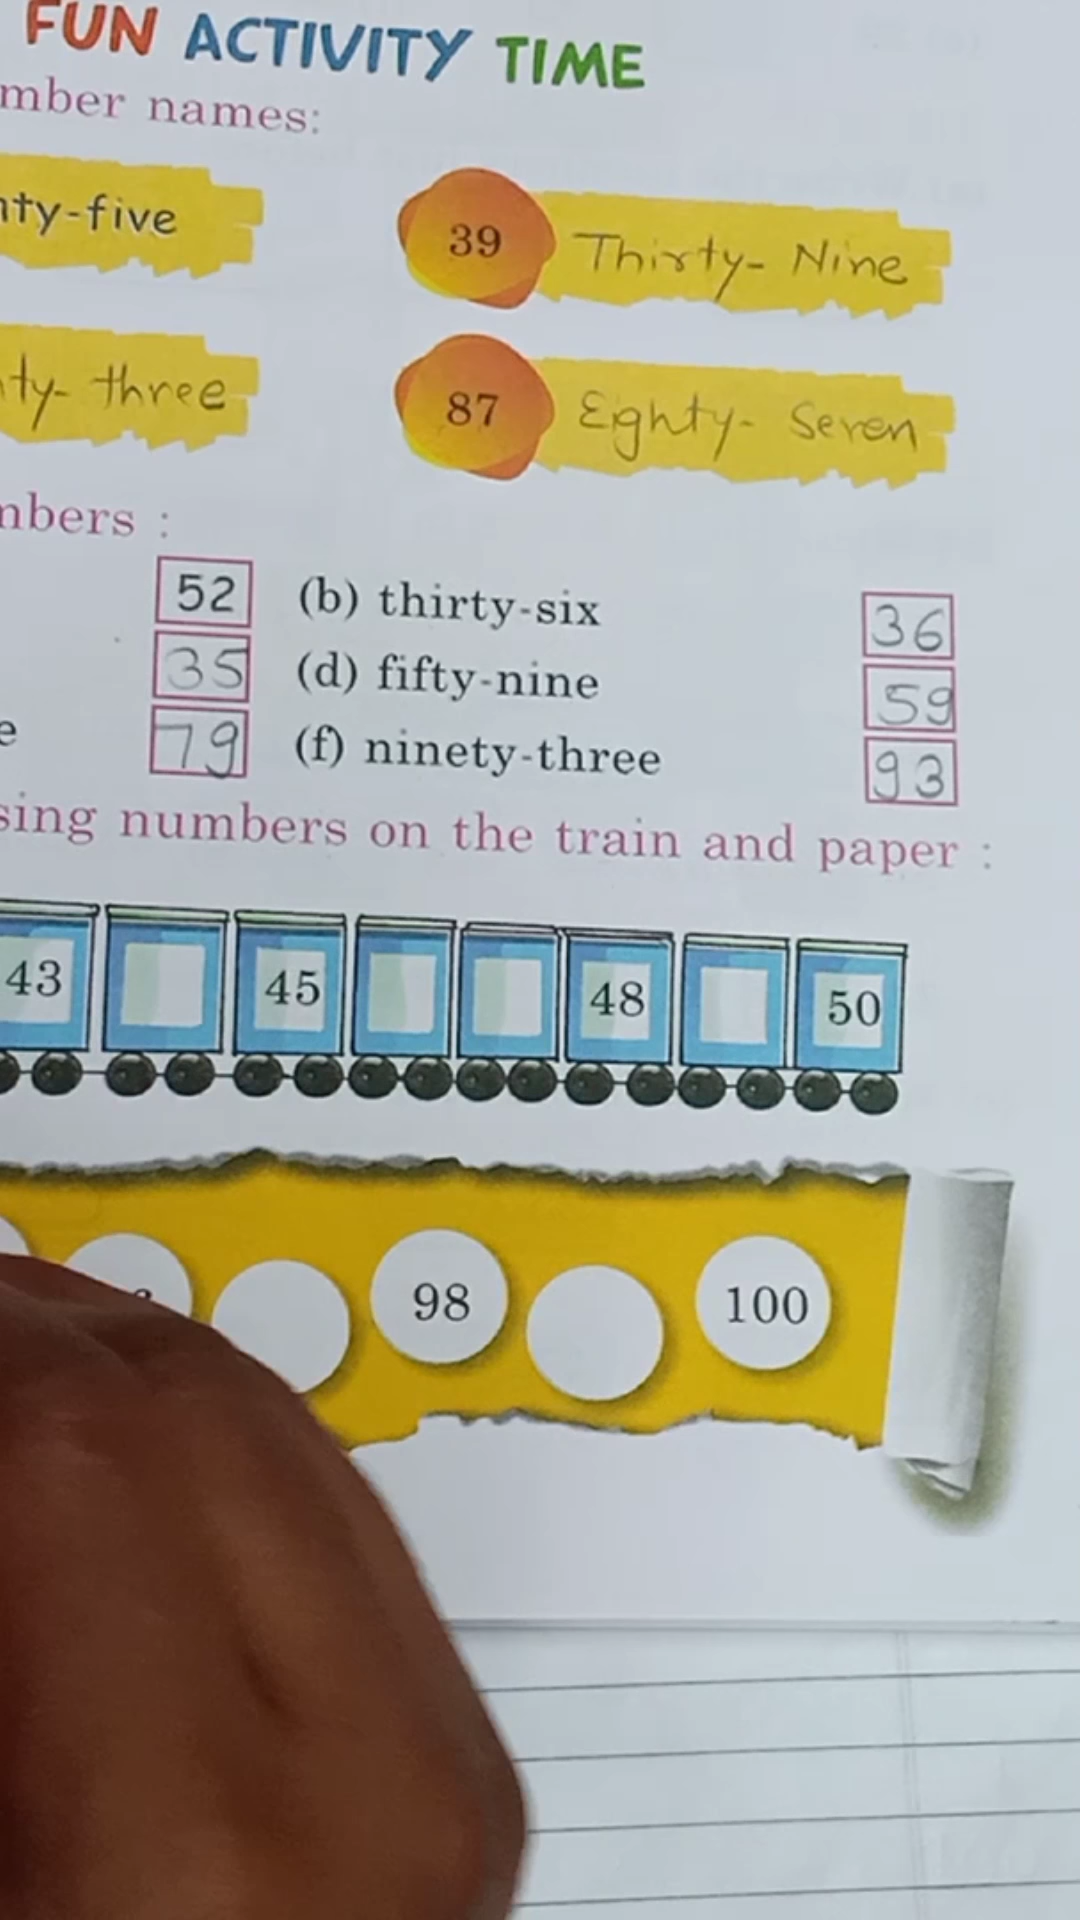 FUN ACTIVITY TIME
mber names:
nty-five
39 Thirty- Nine
ty- three
87 Eighty- Seven
mbers :
52 (b) thirty-six 36
35 (d) fifty-nine 59
e 79 (f) ninety-three 93
sing numbers on the train and paper :
43 45 48 50
98 100